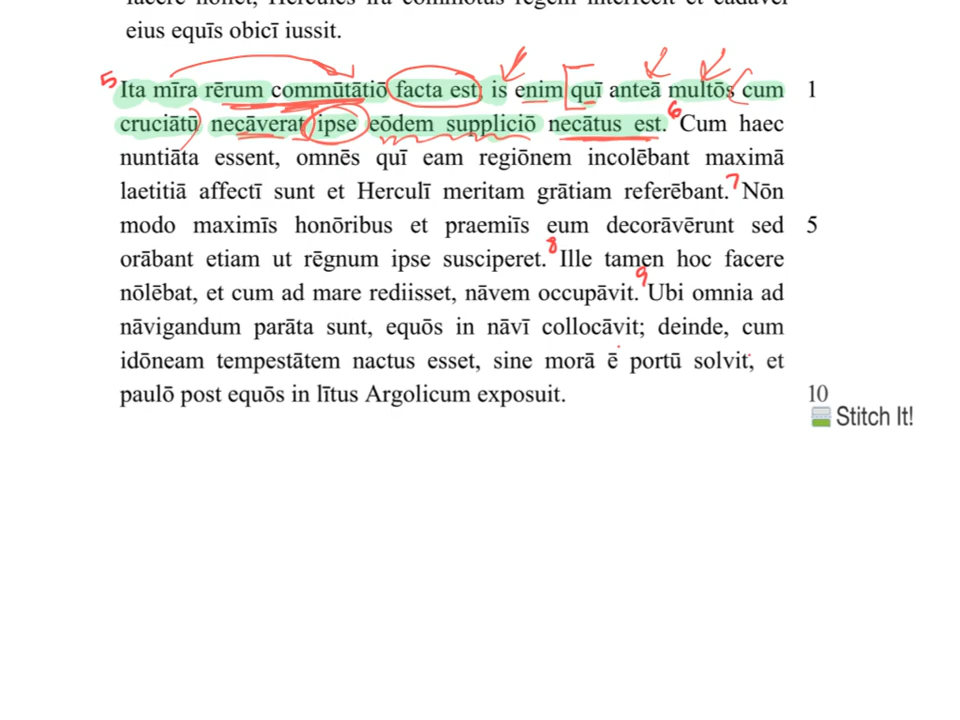 eius equīs obicī iussit.
5 Ita mīra rērum commūtātiō facta est; is enim quī anteā multōs cum 1
cruciātū necāverat ipse eōdem suppliciō necātus est. 6 Cum haec
nuntiāta essent, omnēs quī eam regiōnem incolēbant maximā
laetitiā affectī sunt et Herculī meritam grātiam referēbant. 7 Nōn
modo maximīs honōribus et praemiīs eum decorāvērunt sed 5
orābant etiam ut rēgnum ipse susciperet. 8 Ille tamen hoc facere
nōlēbat, et cum ad mare rediisset, nāvem occupāvit. 9 Ubi omnia ad
nāvigandum parāta sunt, equōs in nāvī collocāvit; deinde, cum
idōneam tempestātem nactus esset, sine morā ē portū solvit, et
paulō post equōs in lītus Argolicum exposuit. 10
Stitch It!